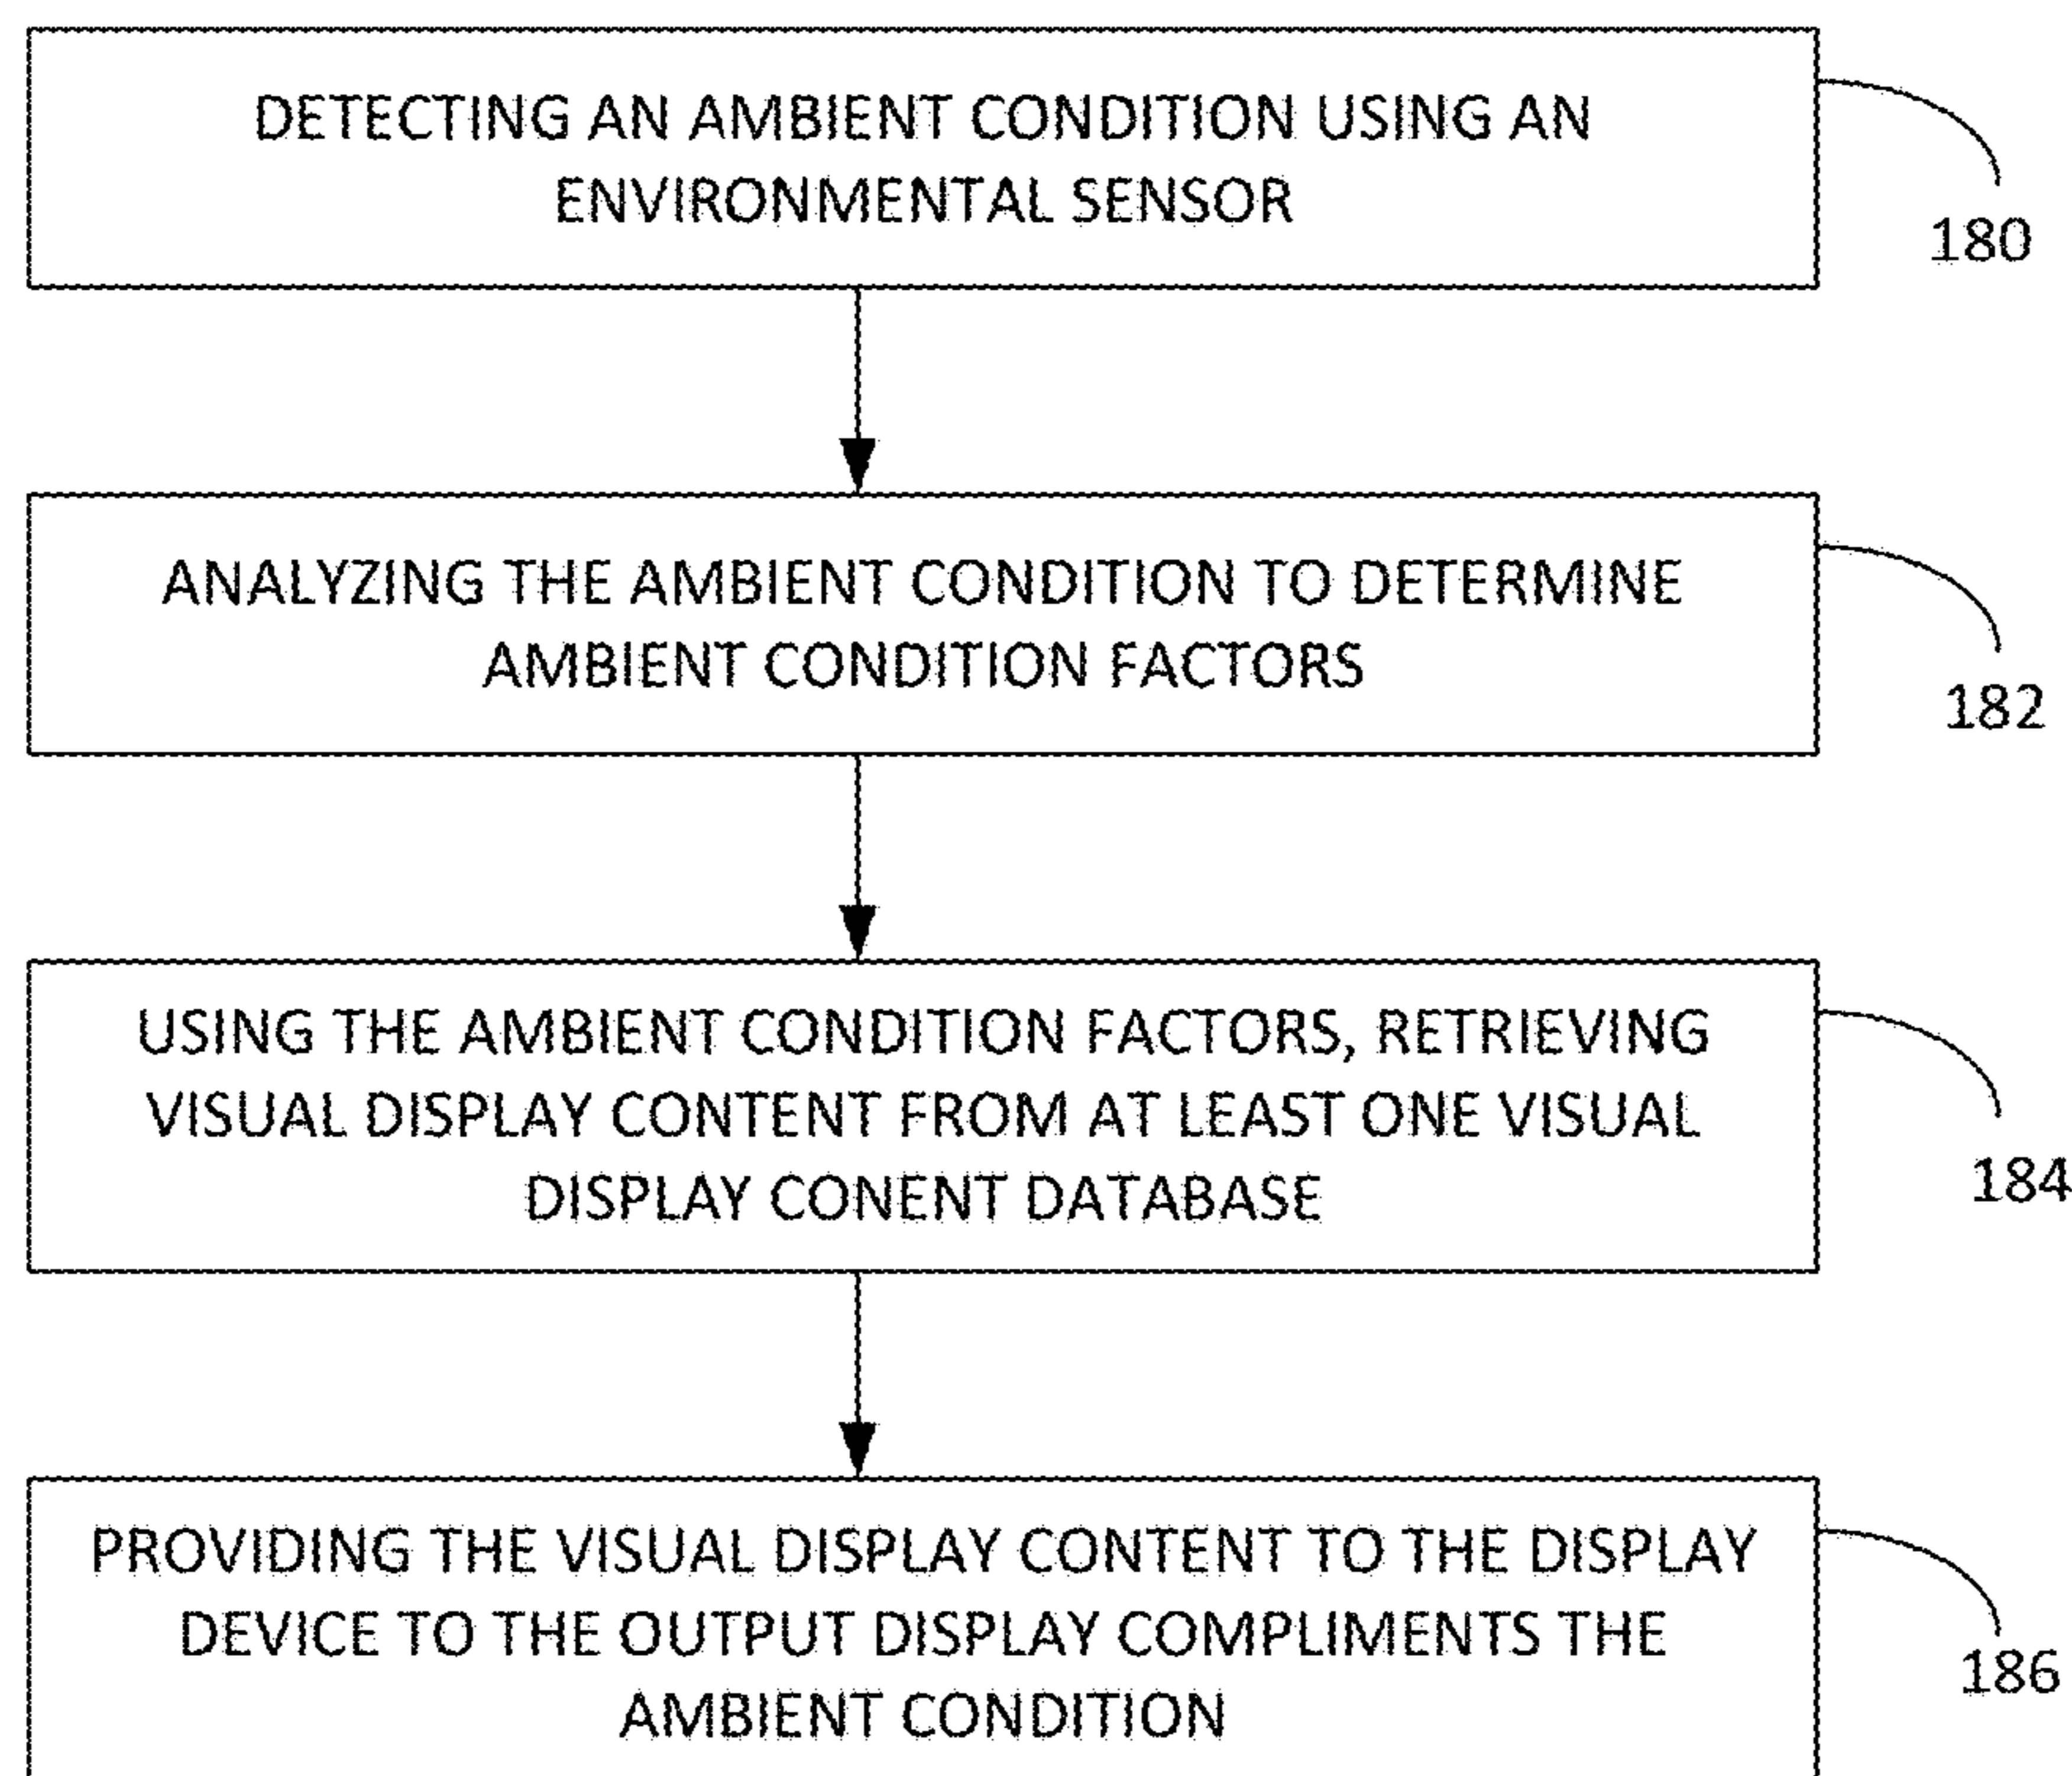 DETECTING AN AMBIENT CONDITION USING AN
ENVIRONMENTAL SENSOR
180
ANALYZING THE AMBIENT CONDITION TO DETERMINE
AMBIENT CONDITION FACTORS
182
USING THE AMBIENT CONDITION FACTORS, RETRIEVING
VISUAL DISPLAY CONTENT FROM AT LEAST ONE VISUAL
DISPLAY CONENT DATABASE
184
PROVIDING THE VISUAL DISPLAY CONTENT TO THE DISPLAY
DEVICE TO THE OUTPUT DISPLAY COMPLIMENTS THE
AMBIENT CONDITION
186